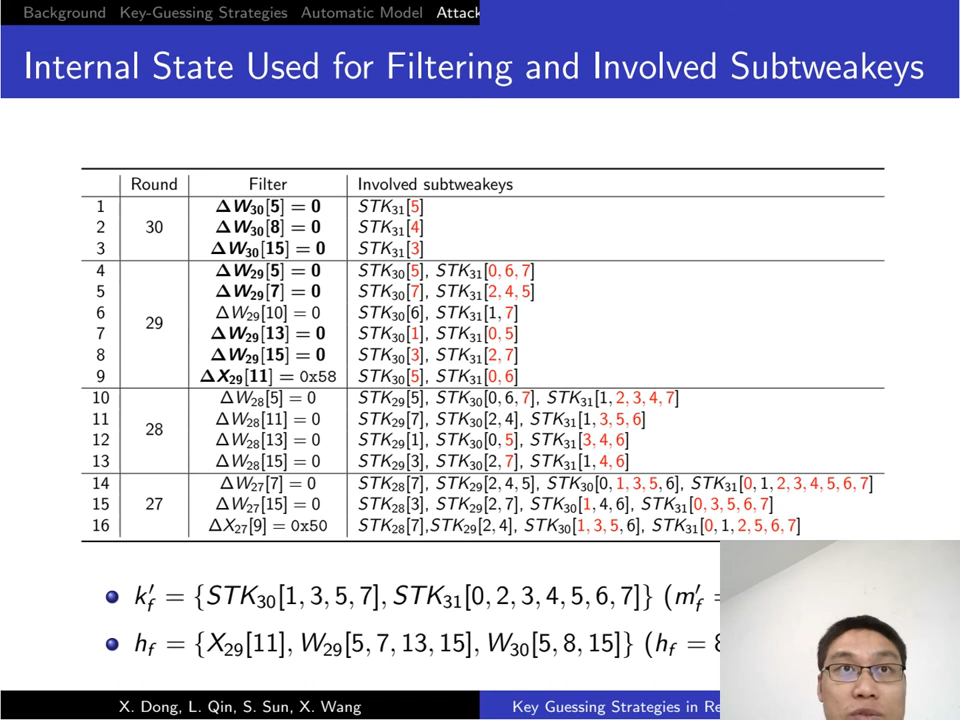 Background Key-Guessing Strategies Automatic Model Attack
Internal State Used for Filtering and Involved Subtweakeys
Round Filter Involved subtweakeys
1 ΔW30[5] = 0 STK31[5]
2 30 ΔW30[8] = 0 STK31[4]
3 ΔW30[15] = 0 STK31[3]
4 ΔW29[5] = 0 STK30[5], STK31[0, 6, 7]
5 ΔW29[7] = 0 STK30[7], STK31[2, 4, 5]
6 29 ΔW29[10] = 0 STK30[6], STK31[1, 7]
7 ΔW29[13] = 0 STK30[1], STK31[0, 5]
8 ΔW29[15] = 0 STK30[3], STK31[2, 7]
9 ΔX29[11] = 0x58 STK30[5], STK31[0, 6]
10 ΔW28[5] = 0 STK29[5], STK30[0, 6, 7], STK31[1, 2, 3, 4, 7]
11 28 ΔW28[11] = 0 STK29[7], STK30[2, 4], STK31[1, 3, 5, 6]
12 ΔW28[13] = 0 STK29[1], STK30[0, 5], STK31[3, 4, 6]
13 ΔW28[15] = 0 STK29[3], STK30[2, 7], STK31[1, 4, 6]
14 ΔW27[7] = 0 STK28[7], STK29[2, 4, 5], STK30[0, 1, 3, 5, 6], STK31[0, 1, 2, 3, 4, 5, 6, 7]
15 27 ΔW27[15] = 0 STK28[3], STK29[2, 7], STK30[1, 4, 6], STK31[0, 3, 5, 6, 7]
16 ΔX27[9] = 0x50 STK28[7],STK29[2, 4], STK30[1, 3, 5, 6], STK31[0, 1, 2, 5, 6, 7]
k′f = {STK30[1, 3, 5, 7], STK31[0, 2, 3, 4, 5, 6, 7]} (m′f =
hf = {X29[11], W29[5, 7, 13, 15], W30[5, 8, 15]} (hf = 8
X. Dong, L. Qin, S. Sun, X. Wang Key Guessing Strategies in Re